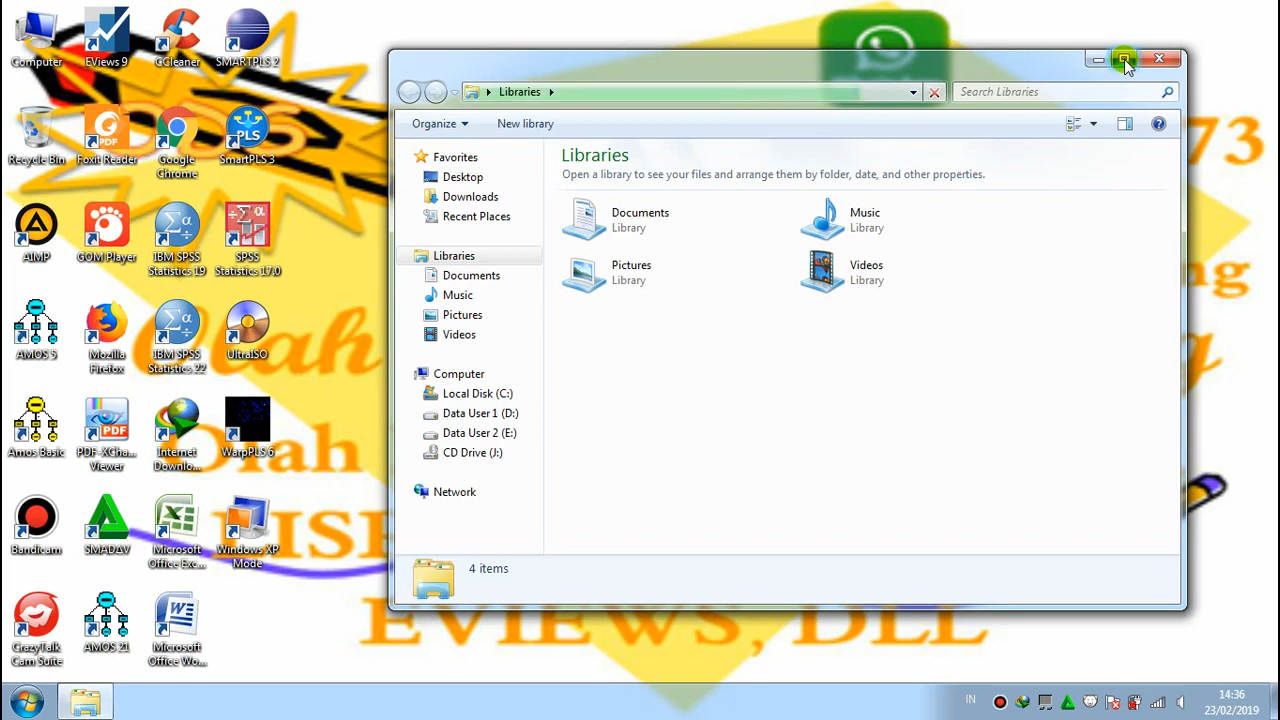 Computer
EViews 9
CCleaner
SMARTPLS 2
Recycle Bin
Foxit Reader
Google
Chrome
SmartPLS 3
AIMP
GOM Player
IBM SPSS
Statistics 19
SPSS
Statistics 17.0
AMOS 5
Mozilla
Firefox
IBM SPSS
Statistics 22
UltraISO
Amos Basic
PDF-XCha...
Viewer
Internet
Downlo...
WarpPLS 6
Bandicam
SMADΔV
Microsoft
Office Exc...
Windows XP
Mode
CrazyTalk
Cam Suite
AMOS 21
Microsoft
Office Wo...
Libraries
Search Libraries
Organize
New library
Favorites
Desktop
Downloads
Recent Places
Libraries
Documents
Music
Pictures
Videos
Computer
Local Disk (C:)
Data User 1 (D:)
Data User 2 (E:)
CD Drive (J:)
Network
Libraries
Open a library to see your files and arrange them by folder, date, and other properties.
Documents
Library
Music
Library
Pictures
Library
Videos
Library
4 items
73
ng
Olah
Olah
EVIEWS, DLL
IN
14:36
23/02/2019